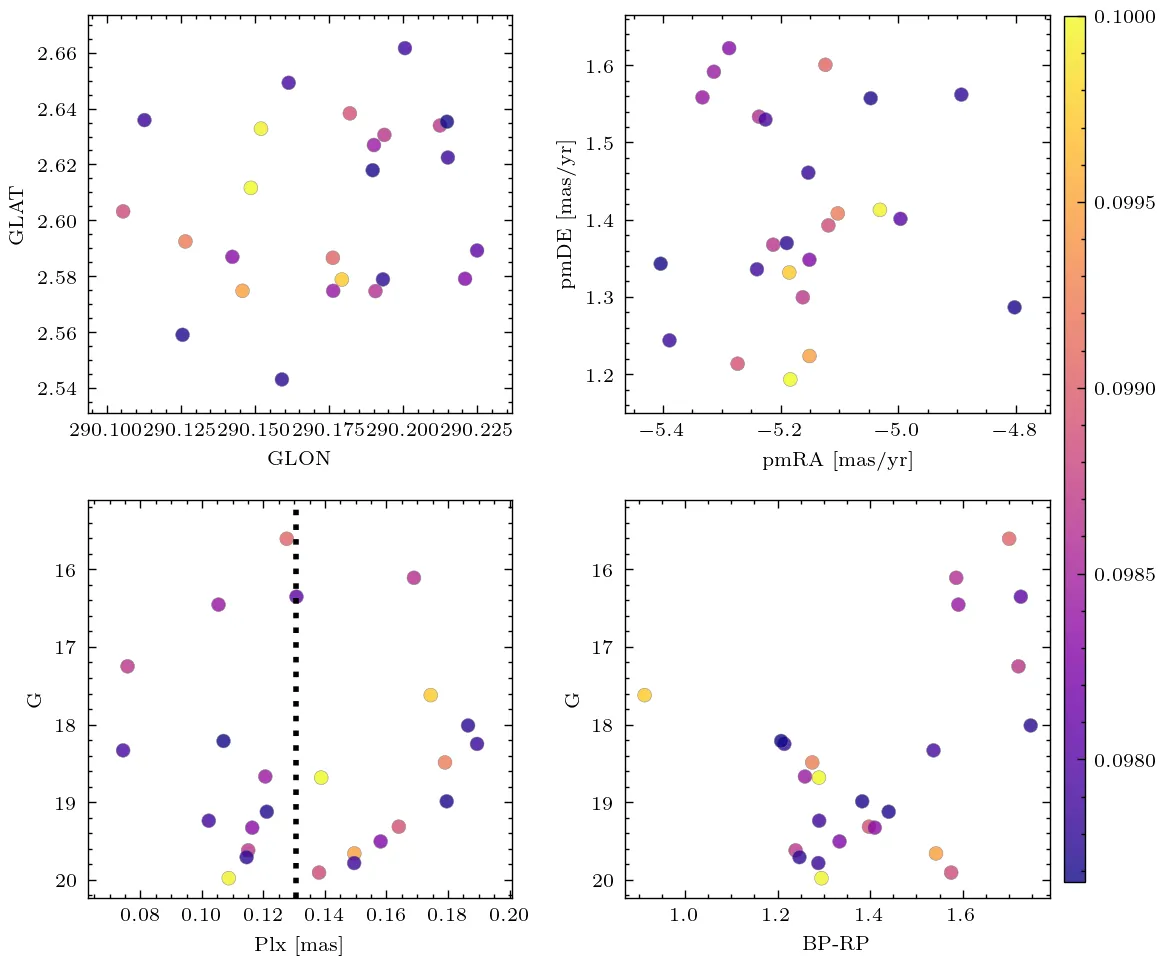 2.66
2.64
2.62
2.60
2.58
2.56
2.54
GLAT
290.100 290.125 290.150 290.175 290.200 290.225
GLON
1.6
1.5
1.4
1.3
1.2
pmDE [mas/yr]
−5.4 −5.2 −5.0 −4.8
pmRA [mas/yr]
0.1000
0.0995
0.0990
0.0985
0.0980
16
17
18
19
20
G
0.08 0.10 0.12 0.14 0.16 0.18 0.20
Plx [mas]
16
17
18
19
20
G
1.0 1.2 1.4 1.6
BP-RP